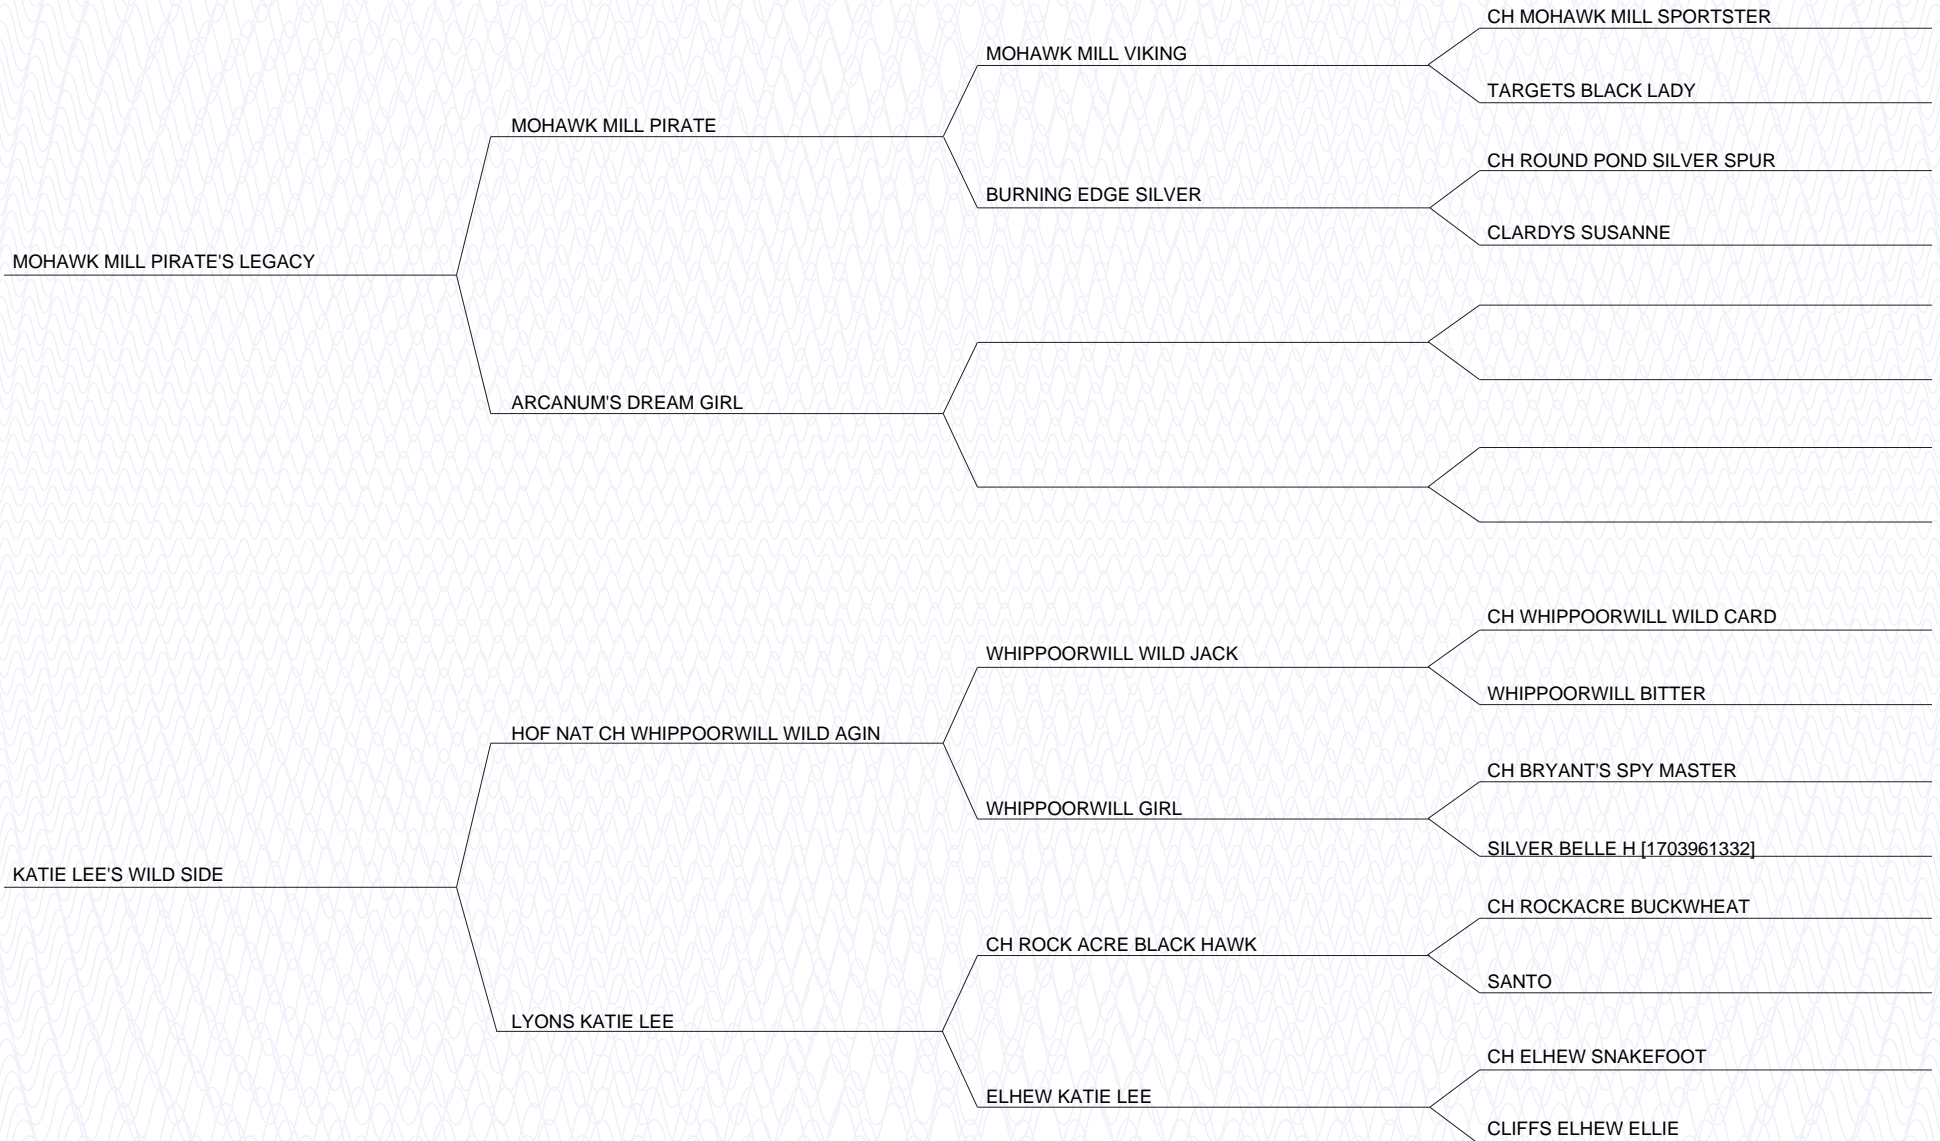 CH MOHAWK MILL SPORTSTER
MOHAWK MILL VIKING
TARGETS BLACK LADY
MOHAWK MILL PIRATE
CH ROUND POND SILVER SPUR
BURNING EDGE SILVER
CLARDYS SUSANNE
MOHAWK MILL PIRATE'S LEGACY
ARCANUM'S DREAM GIRL
CH WHIPPOORWILL WILD CARD
WHIPPOORWILL WILD JACK
WHIPPOORWILL BITTER
HOF NAT CH WHIPPOORWILL WILD AGIN
CH BRYANT'S SPY MASTER
WHIPPOORWILL GIRL
SILVER BELLE H [1703961332]
KATIE LEE'S WILD SIDE
CH ROCKACRE BUCKWHEAT
CH ROCK ACRE BLACK HAWK
SANTO
LYONS KATIE LEE
CH ELHEW SNAKEFOOT
ELHEW KATIE LEE
CLIFFS ELHEW ELLIE